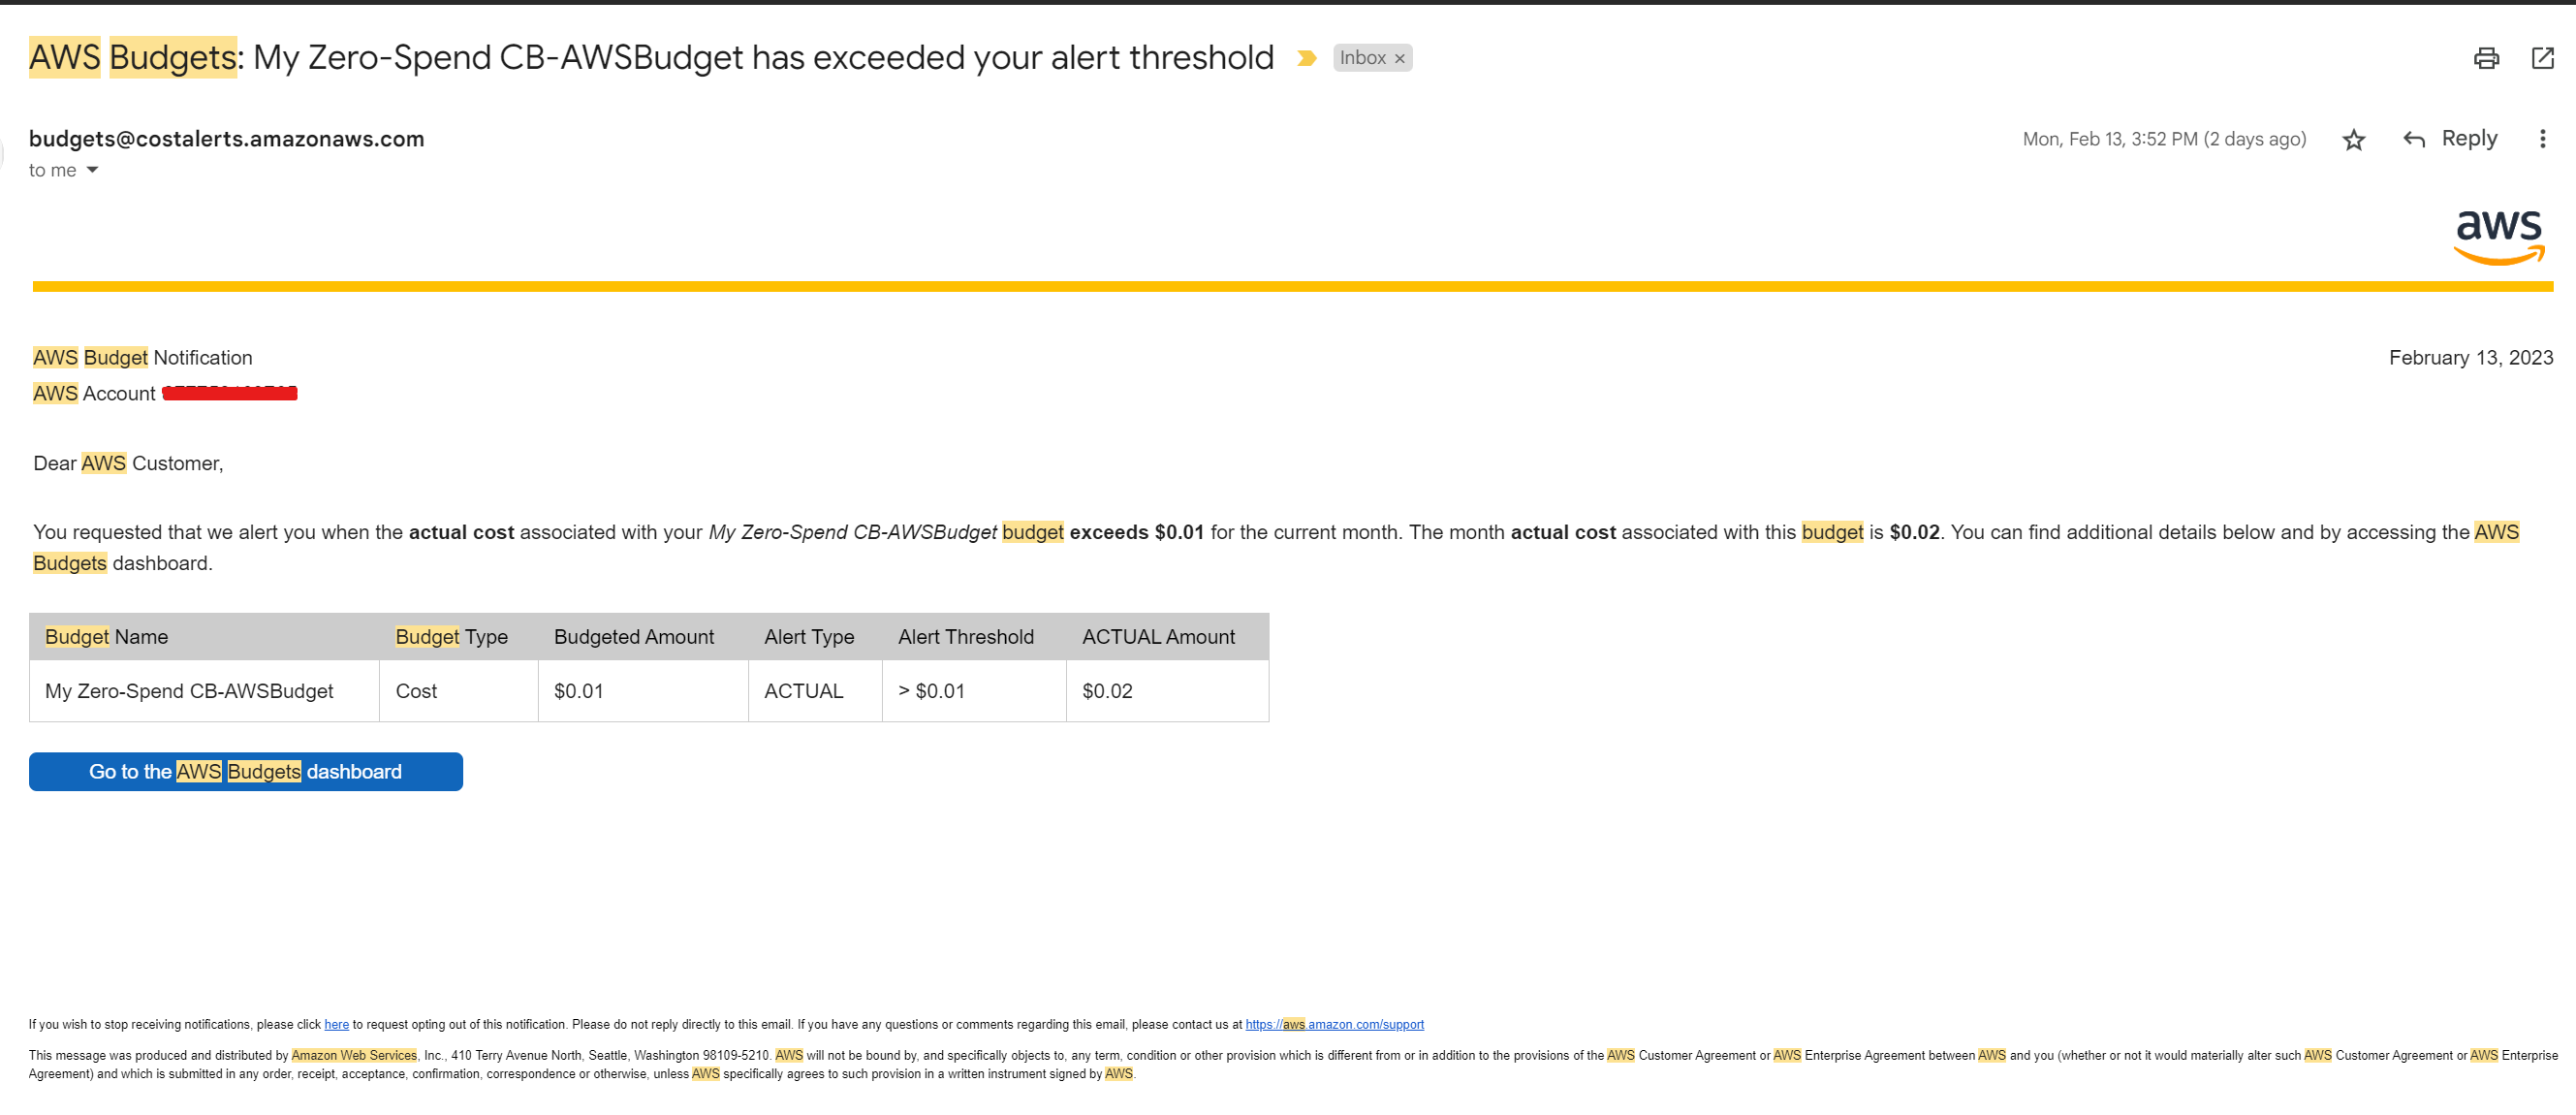 AWS Budgets: My Zero-Spend CB-AWSBudget has exceeded your alert threshold Inbox ×
budgets@costalerts.amazonaws.com Mon, Feb 13, 3:52 PM (2 days ago) Reply
to me
aws
AWS Budget Notification February 13, 2023
AWS Account
Dear AWS Customer,
You requested that we alert you when the actual cost associated with your My Zero-Spend CB-AWSBudget budget exceeds $0.01 for the current month. The month actual cost associated with this budget is $0.02. You can find additional details below and by accessing the AWS
Budgets dashboard.
Budget Name Budget Type Budgeted Amount Alert Type Alert Threshold ACTUAL Amount
My Zero-Spend CB-AWSBudget Cost $0.01 ACTUAL > $0.01 $0.02
Go to the AWS Budgets dashboard
If you wish to stop receiving notifications, please click here to request opting out of this notification. Please do not reply directly to this email. If you have any questions or comments regarding this email, please contact us at https://aws.amazon.com/support
This message was produced and distributed by Amazon Web Services, Inc., 410 Terry Avenue North, Seattle, Washington 98109-5210. AWS will not be bound by, and specifically objects to, any term, condition or other provision which is different from or in addition to the provisions of the AWS Customer Agreement or AWS Enterprise Agreement between AWS and you (whether or not it would materially alter such AWS Customer Agreement or AWS Enterprise
Agreement) and which is submitted in any order, receipt, acceptance, confirmation, correspondence or otherwise, unless AWS specifically agrees to such provision in a written instrument signed by AWS.